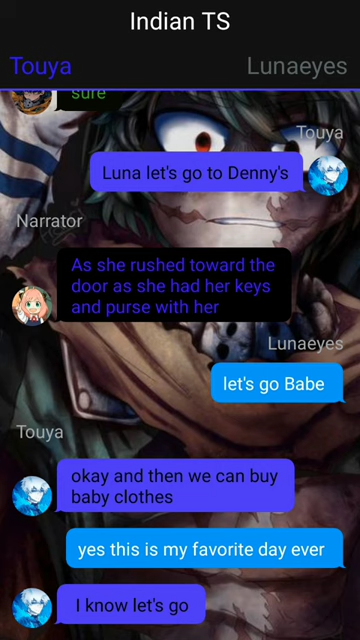 Indian TS
Touya
Lunaeyes
sure
Touya
Luna let's go to Denny's
Narrator
As she rushed toward the
door as she had her keys
and purse with her
Lunaeyes
let's go Babe
Touya
okay and then we can buy
baby clothes
yes this is my favorite day ever
I know let's go